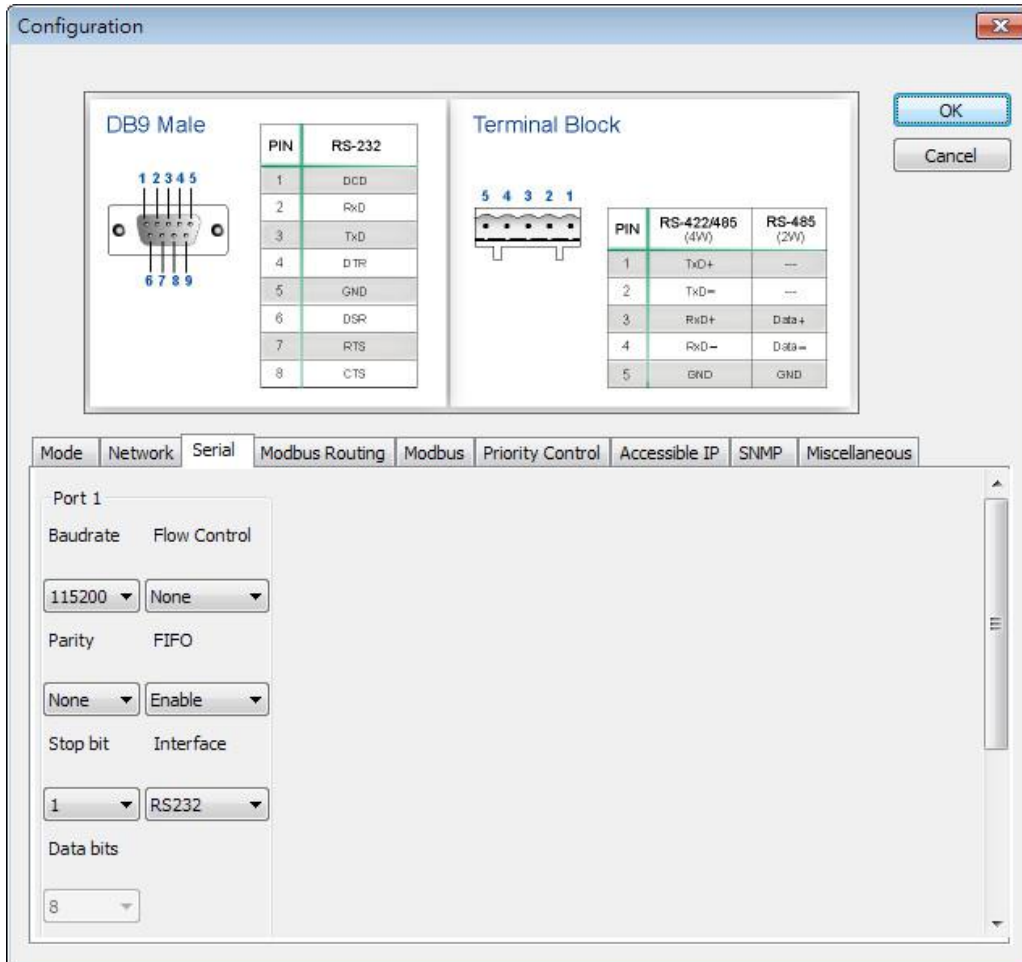 Configuration
OK
Cancel
DB9 Male
1 2 3 4 5
6 7 8 9
PIN RS-232
1 DCD
2 RxD
3 TxD
4 DTR
5 GND
6 DSR
7 RTS
8 CTS
Terminal Block
5 4 3 2 1
PIN RS-422/485 (4W) RS-485 (2W)
1 TxD+ ---
2 TxD- ---
3 RxD+ Data+
4 RxD- Data-
5 GND GND
Mode Network Serial Modbus Routing Modbus Priority Control Accessible IP SNMP Miscellaneous
Port 1
Baudrate Flow Control
115200 None
Parity FIFO
None Enable
Stop bit Interface
1 RS232
Data bits
8